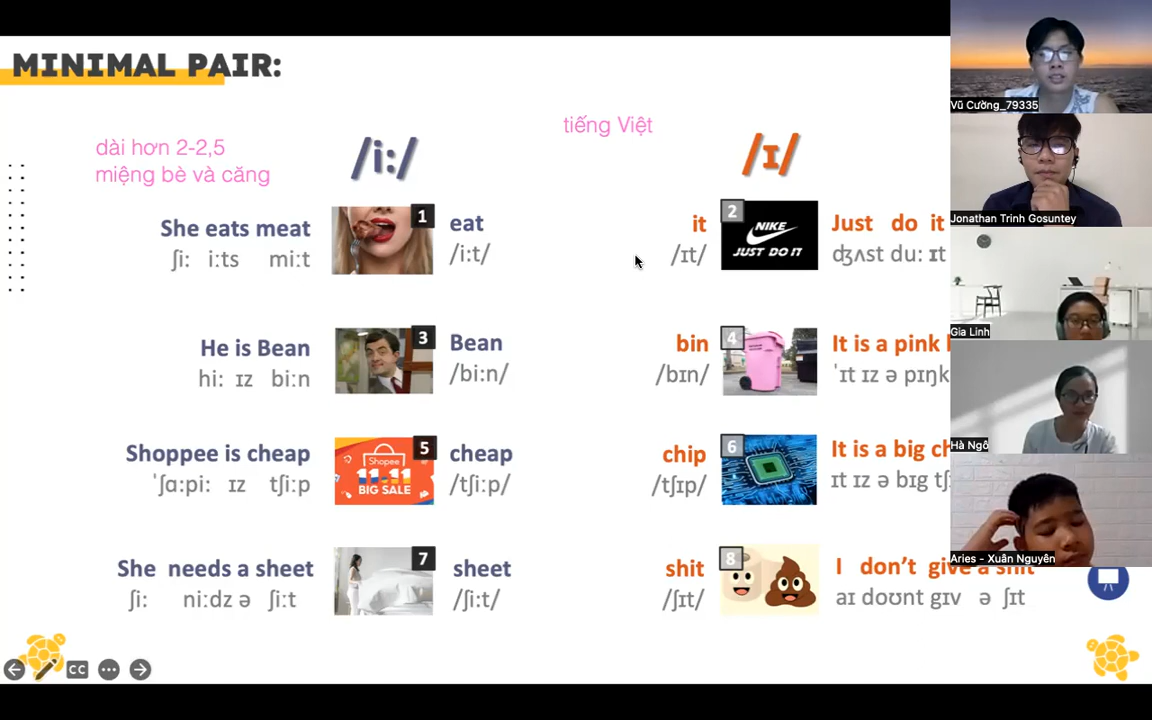 MINIMAL PAIR:
dài hơn 2-2,5
miệng bè và căng
/i:/
tiếng Việt
/ɪ/
She eats meat
ʃi: i:ts mi:t
1
eat
/i:t/
it
/ɪt/
2
NIKE
JUST DO IT
Just do it
ʤʌst du: ɪt
He is Bean
hi: ɪz bi:n
3
Bean
/bi:n/
bin
/bɪn/
4
It is a pink
ˈɪt ɪz ə pɪŋk
Shoppee is cheap
ˈʃɑ:pi: ɪz tʃi:p
5
Shopee
11.11
BIG SALE
cheap
/tʃi:p/
chip
/tʃɪp/
6
It is a big ch
ɪt ɪz ə bɪg tʃ
She needs a sheet
ʃi: ni:dz ə ʃi:t
7
sheet
/ʃi:t/
shit
/ʃɪt/
8
I don't give a shit
aɪ doʊnt gɪv ə ʃɪt
CC
Vũ Cường_79335
Jonathan Trinh Gosuntey
Gia Linh
Hà Ngô
Aries - Xuân Nguyên